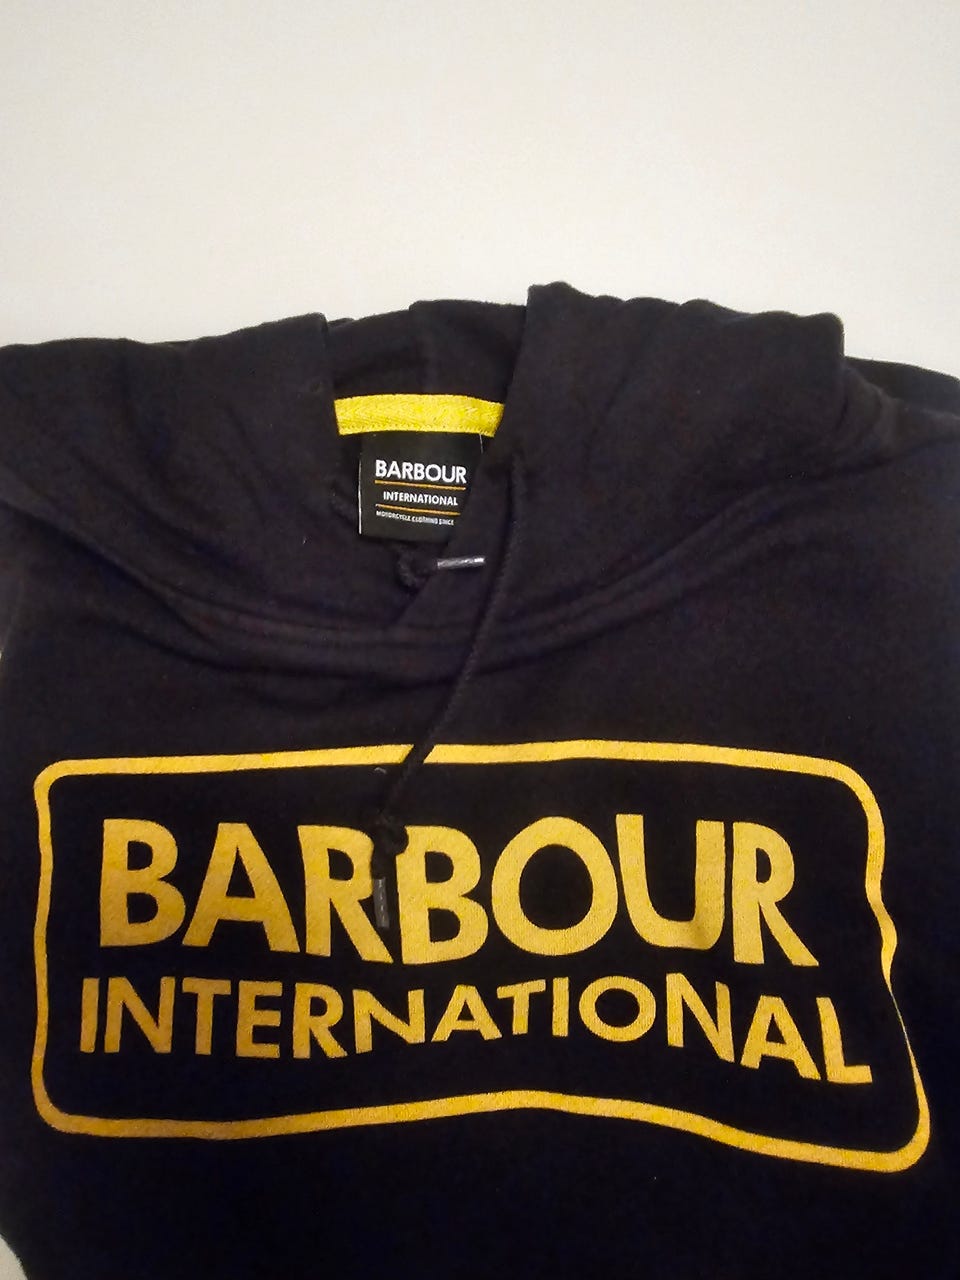 BARBOUR
INTERNATIONAL
MOTORCYCLE CLOTHING SINCE
BARBOUR
INTERNATIONAL